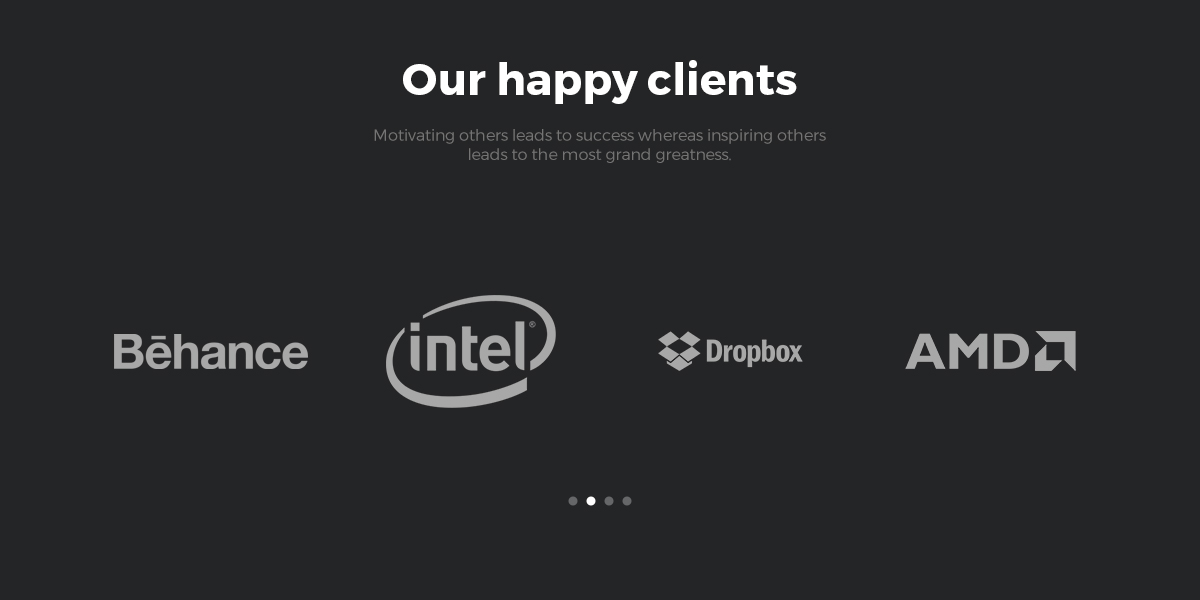 Our happy clients
Motivating others leads to success whereas inspiring others
leads to the most grand greatness.
Bēhance
intel®
Dropbox
AMD